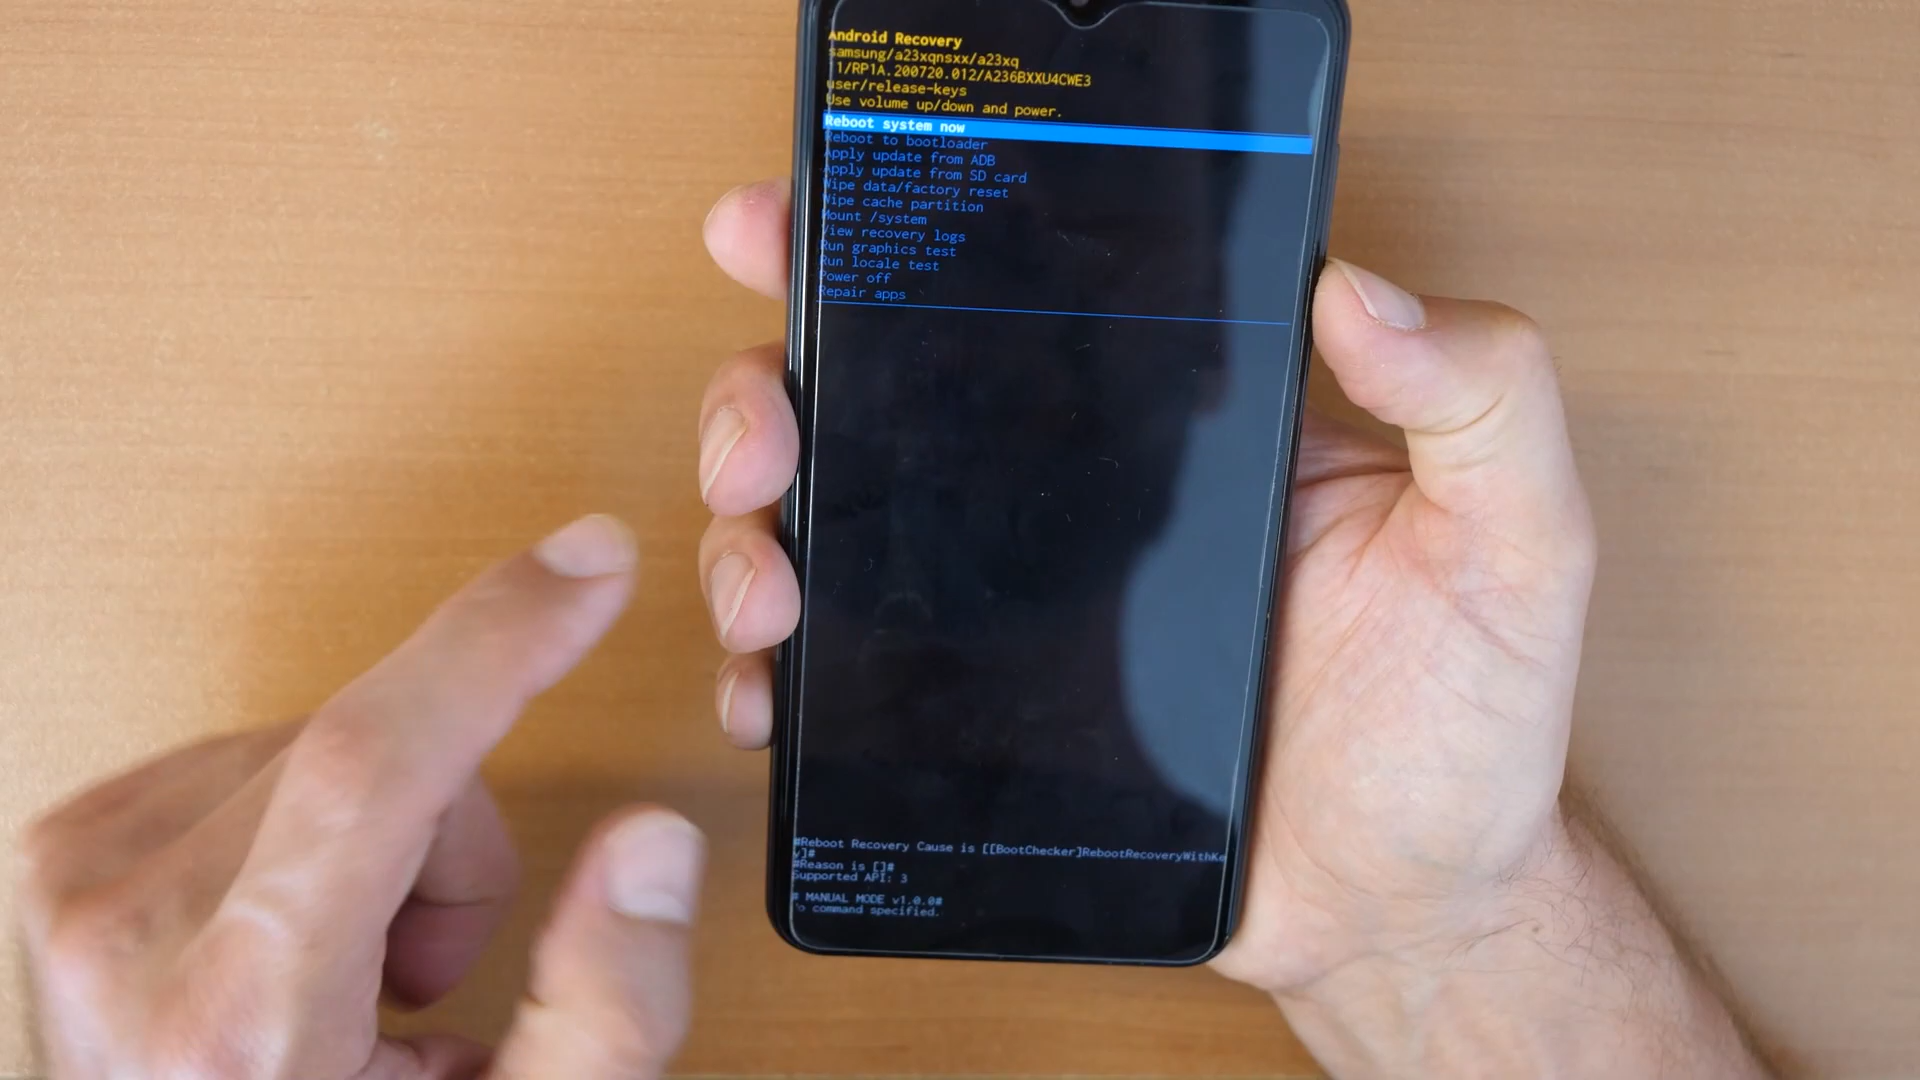 Android Recovery
samsung/a23xqnsxx/a23xq
11/RP1A.200720.012/A236BXXU4CWE3
user/release-keys
Use volume up/down and power.
Reboot system now
Reboot to bootloader
Apply update from ADB
Apply update from SD card
Wipe data/factory reset
Wipe cache partition
Mount /system
View recovery logs
Run graphics test
Run locale test
Power off
Repair apps
#Reboot Recovery Cause is [[BootChecker]RebootRecoveryWithKe
y]#
#Reason is []#
Supported API: 3
# MANUAL MODE v1.0.0#
No command specified.